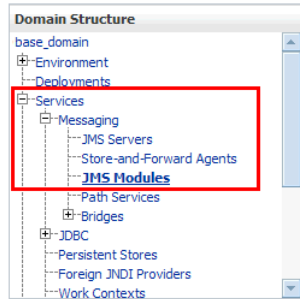 Domain Structure
base_domain
Environment
Deployments
Services
Messaging
JMS Servers
Store-and-Forward Agents
JMS Modules
Path Services
Bridges
JDBC
Persistent Stores
Foreign JNDI Providers
Work Contexts